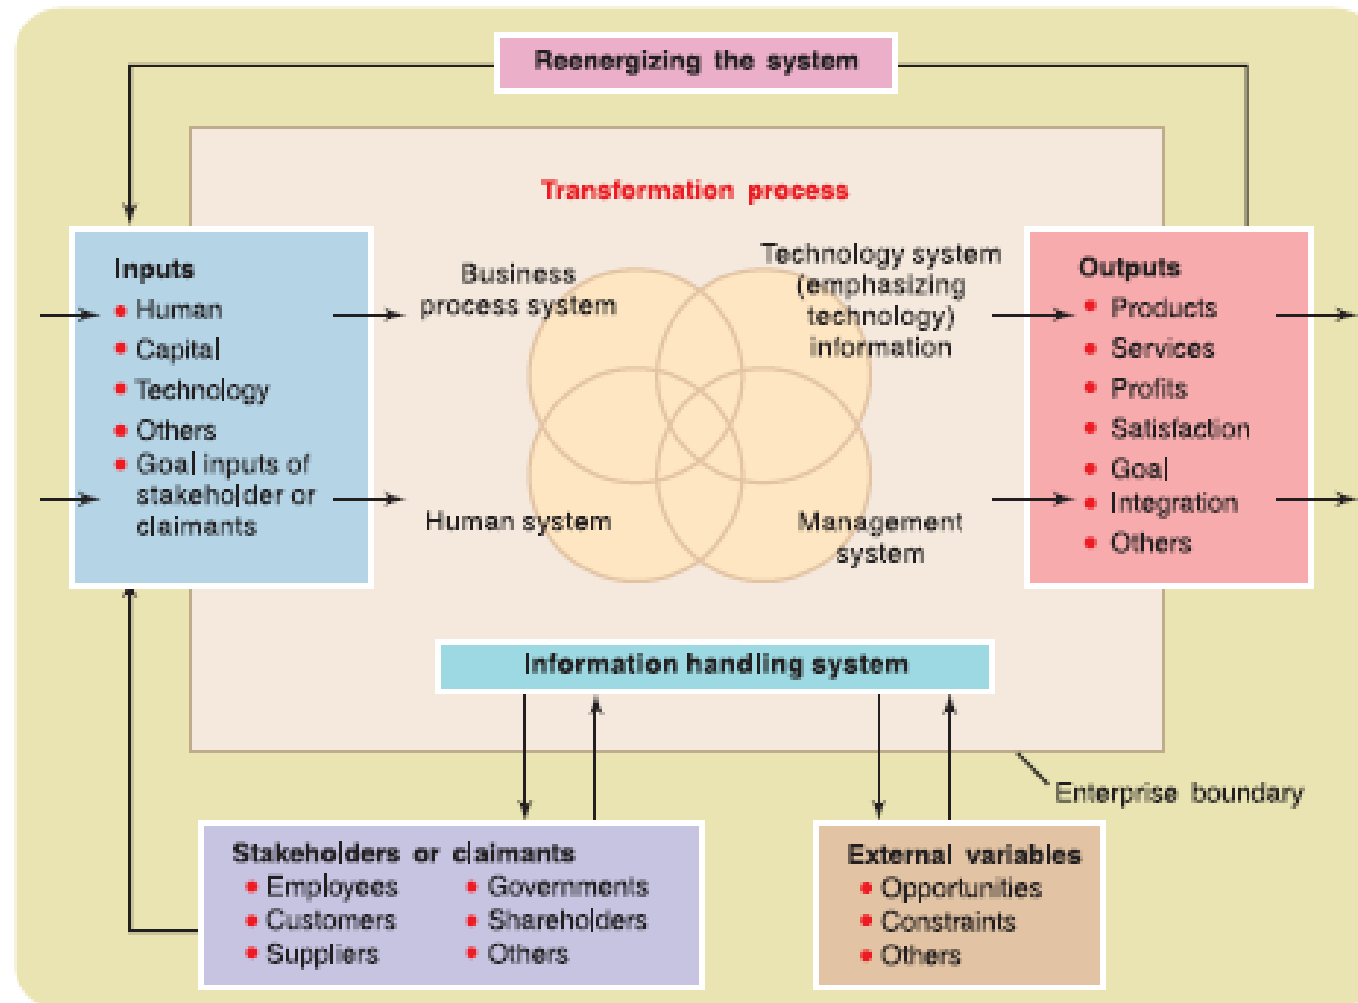 Reenergizing the system
Transformation process
Inputs
Human
Capital
Technology
Others
Goal inputs of
stakeholder or
claimants
Business
process system
Technology system
(emphasizing
technology)
information
Human system
Management
system
Outputs
Products
Services
Profits
Satisfaction
Goal
Integration
Others
Information handling system
Enterprise boundary
Stakeholders or claimants
Employees
Customers
Suppliers
Governments
Shareholders
Others
External variables
Opportunities
Constraints
Others